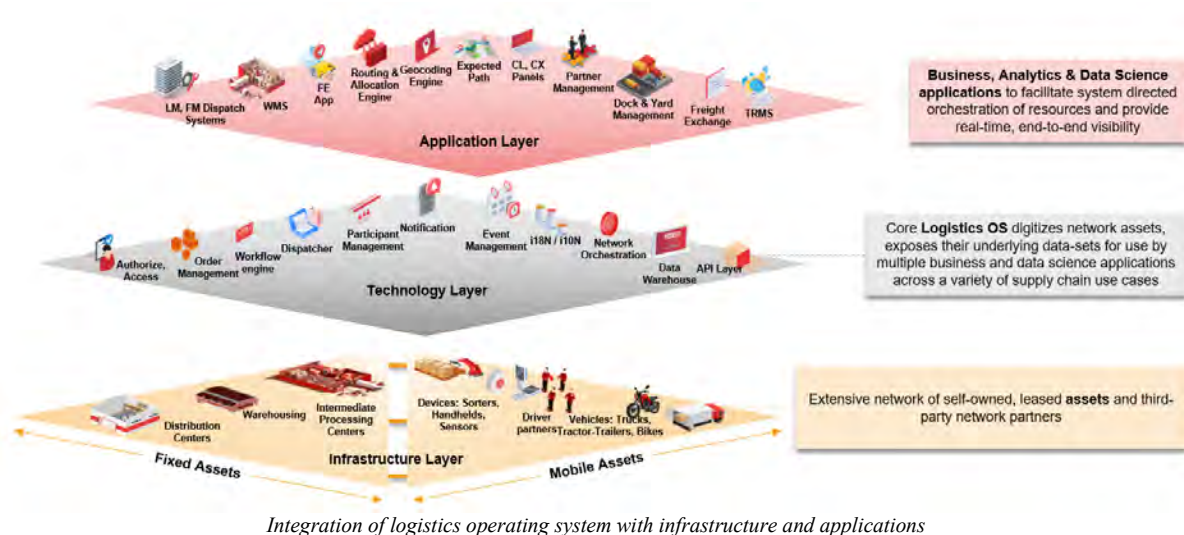 LM, FM Dispatch
Systems
WMS
FE
App
Routing &
Allocation
Engine
Geocoding
Engine
Expected
Path
CL, CX
Panels
Partner
Management
Dock & Yard
Management
Freight
Exchange
TRMS
Application Layer
Business, Analytics & Data Science
applications to facilitate system directed
orchestration of resources and provide
real-time, end-to-end visibility
Authorize,
Access
Order
Management
Workflow
engine
Dispatcher
Participant
Management
Notification
Event
Management
i18N / i10N
Network
Orchestration
Data
Warehouse
API Layer
Technology Layer
Core Logistics OS digitizes network assets,
exposes their underlying data-sets for use by
multiple business and data science applications
across a variety of supply chain use cases
Distribution
Centers
Warehousing
Intermediate
Processing
Centers
Devices: Sorters,
Handhelds,
Sensors
Driver
partners
Vehicles: Trucks,
Tractor-Trailers, Bikes
Fixed Assets
Infrastructure Layer
Mobile Assets
Extensive network of self-owned, leased assets and third-
party network partners
Integration of logistics operating system with infrastructure and applications